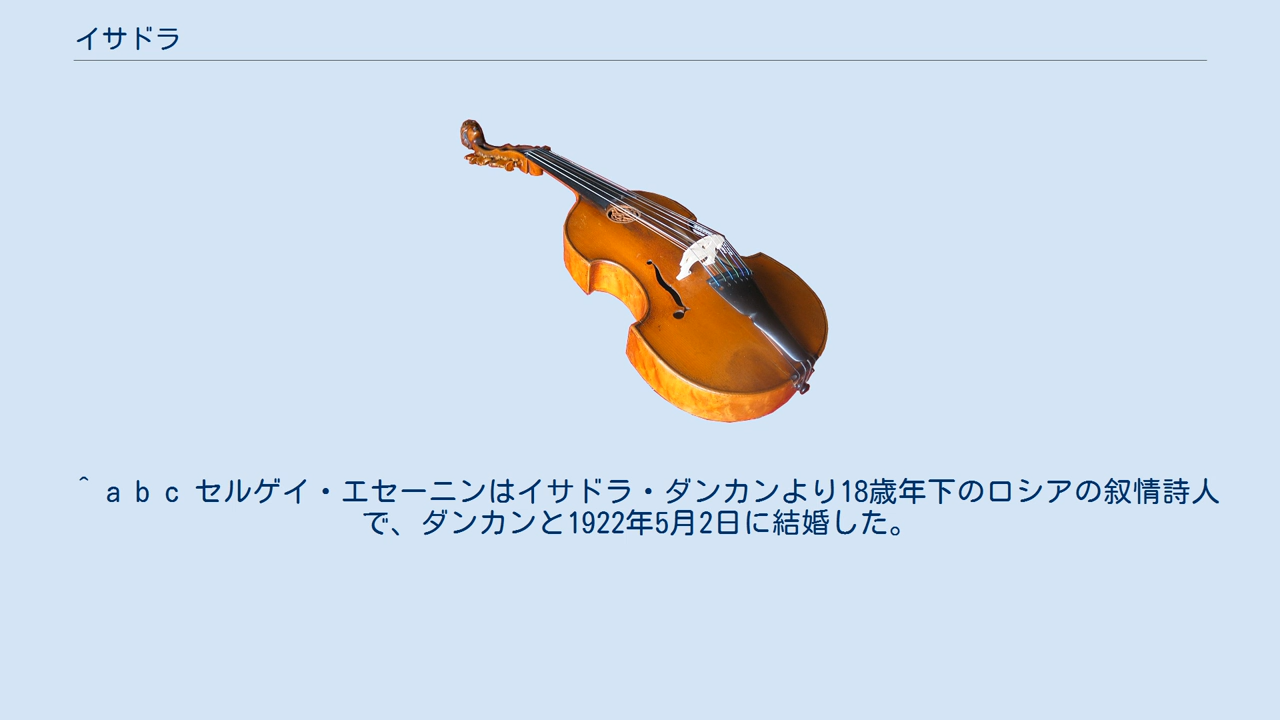 イサドラ
^ a b c セルゲイ・エセーニンはイサドラ・ダンカンより18歳年下のロシアの叙情詩人
で、ダンカンと1922年5月2日に結婚した。